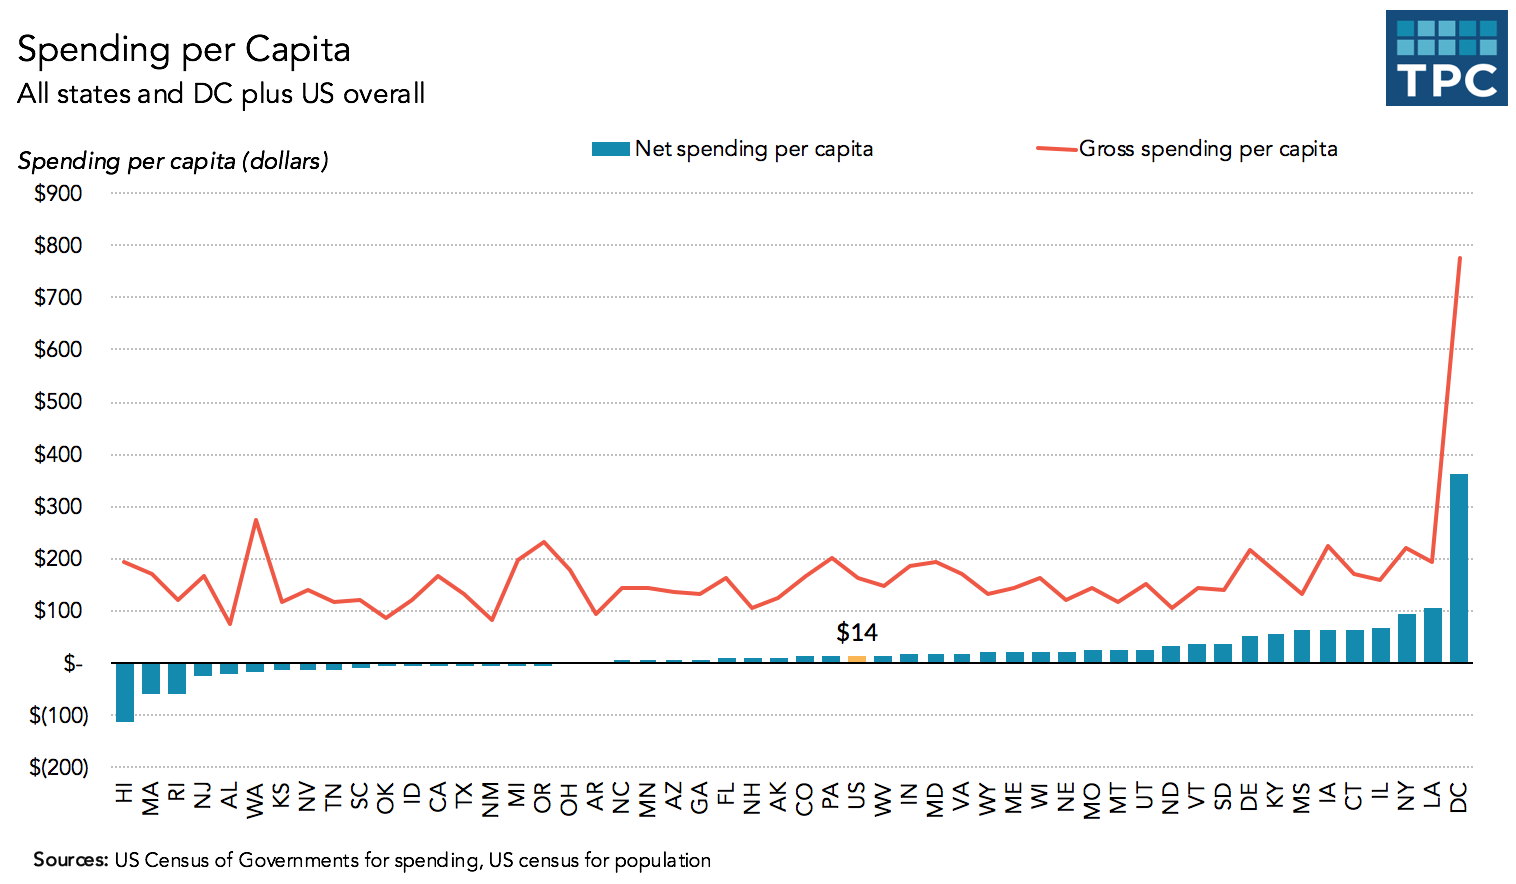 Spending per Capita
All states and DC plus US overall
TPC
Spending per capita (dollars)
Net spending per capita
Gross spending per capita
$900
$800
$700
$600
$500
$400
$300
$200
$100
$-
$(100)
$(200)
$14
HI MA RI NJ AL WA KS NV TN SC OK ID CA TX NM MI OR OH AR NC MN AZ GA FL NH AK CO PA US WV IN MD VA WY ME WI NE MO MT UT ND VT SD DE KY MS IA CT IL NY LA DC
Sources: US Census of Governments for spending, US census for population